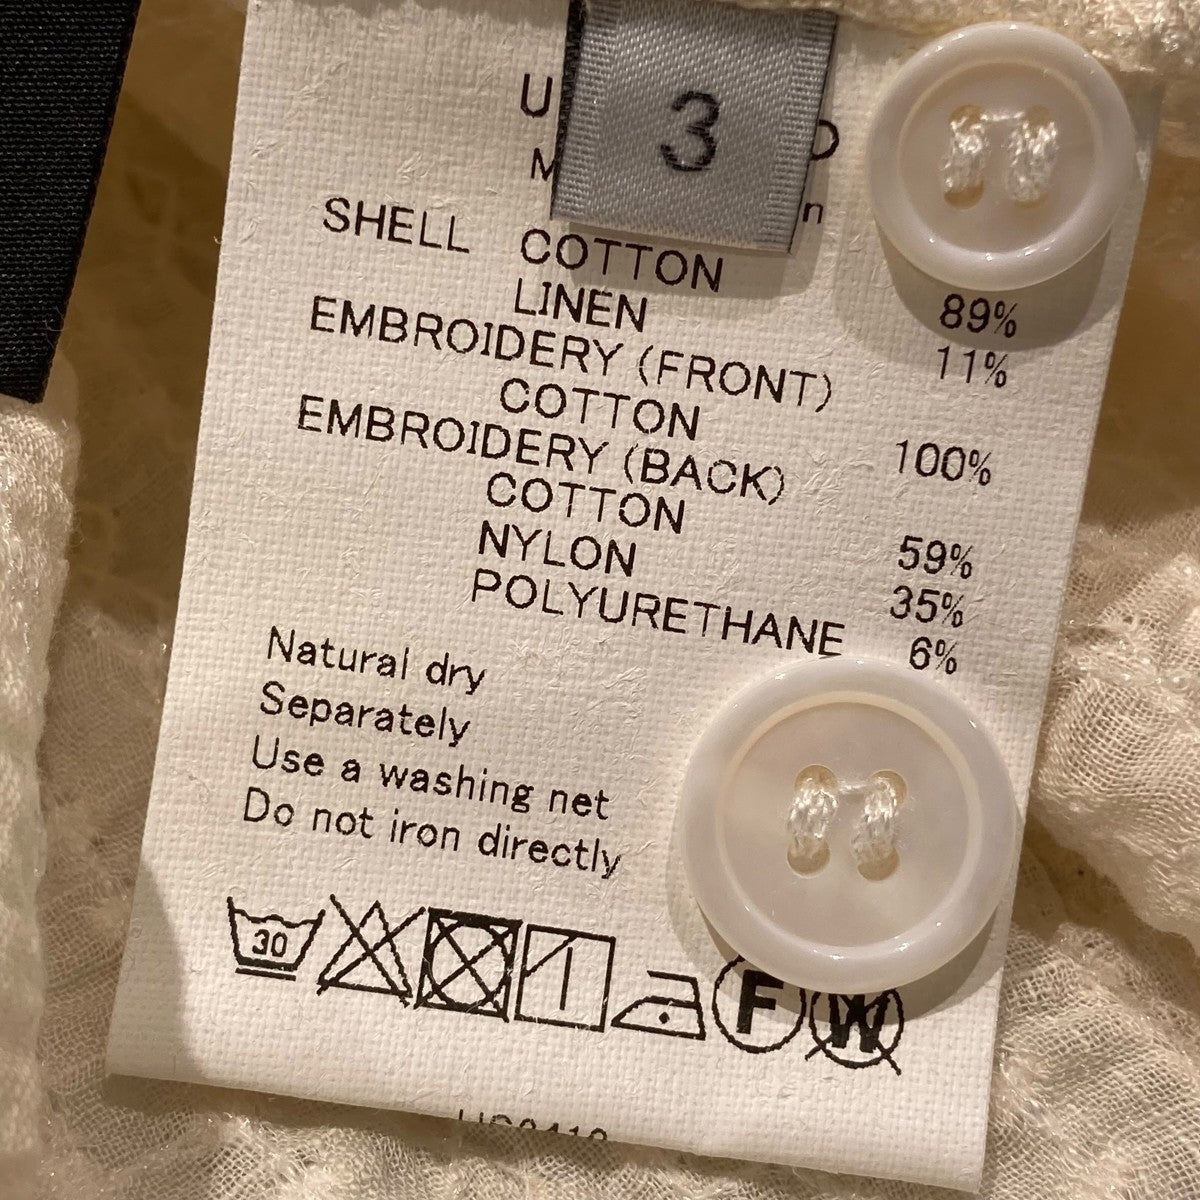 3
SHELL COTTON 89%
LINEN 11%
EMBROIDERY (FRONT)
COTTON 100%
EMBROIDERY (BACK)
COTTON 59%
NYLON 35%
POLYURETHANE 6%
Natural dry
Separately
Use a washing net
Do not iron directly
30
F W